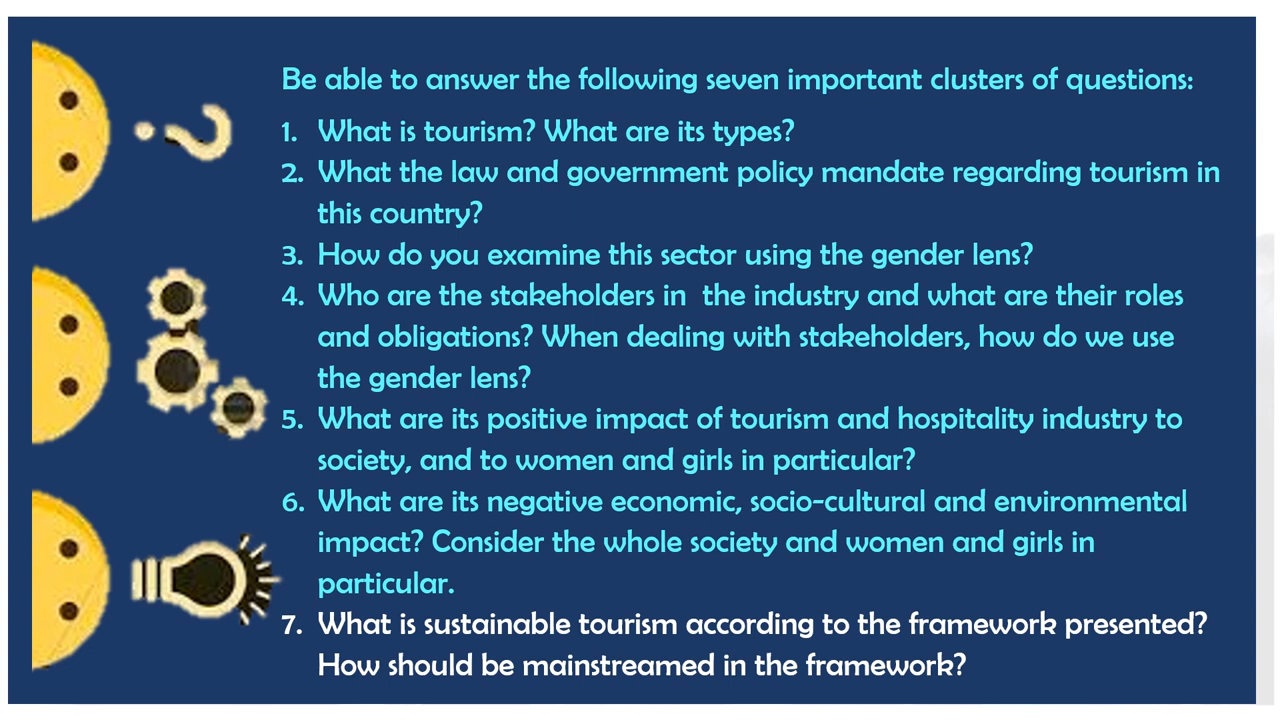 Be able to answer the following seven important clusters of questions:
1. What is tourism? What are its types?
2. What the law and government policy mandate regarding tourism in
this country?
3. How do you examine this sector using the gender lens?
4. Who are the stakeholders in  the industry and what are their roles
and obligations? When dealing with stakeholders, how do we use
the gender lens?
5. What are its positive impact of tourism and hospitality industry to
society, and to women and girls in particular?
6. What are its negative economic, socio-cultural and environmental
impact? Consider the whole society and women and girls in
particular.
7. What is sustainable tourism according to the framework presented?
How should be mainstreamed in the framework?